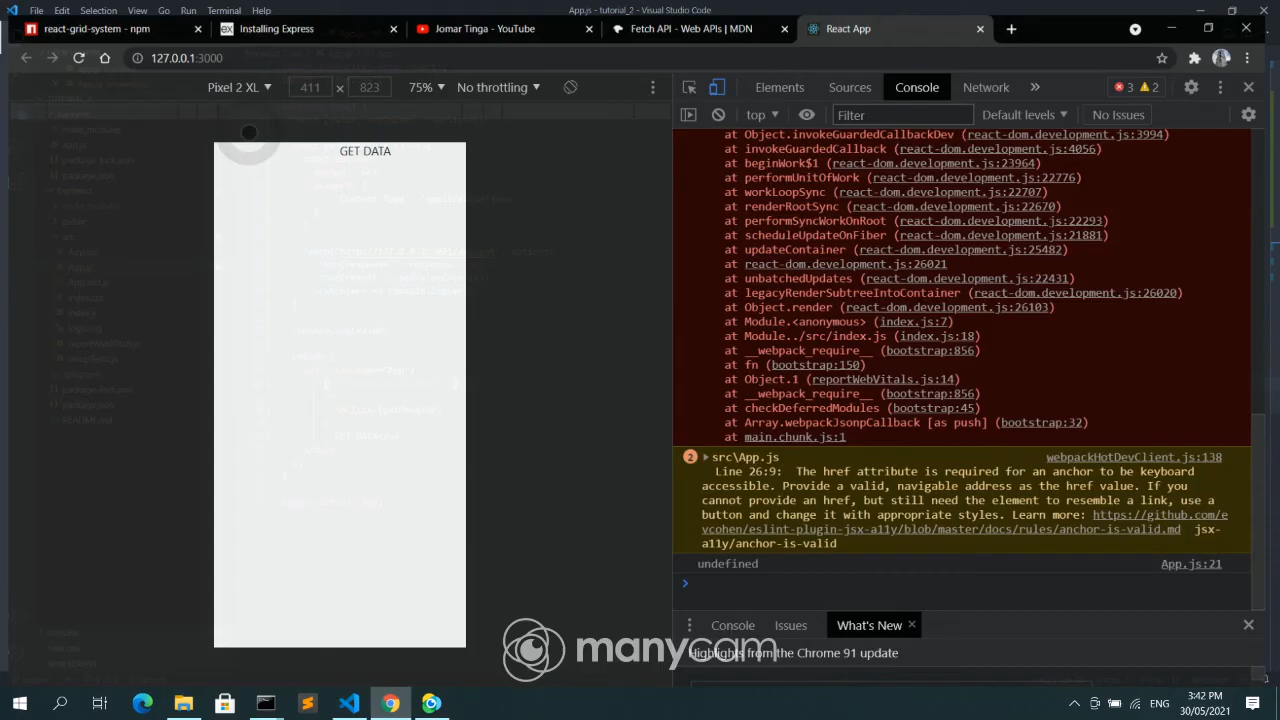 File Edit Selection View Go Run Terminal Help App.js - tutorial_2 - Visual Studio Code
react-grid-system - npm
Installing Express
Jomar Tinga - YouTube
Fetch API - Web APIs | MDN
React App
127.0.0.1:3000
Pixel 2 XL 411 × 823 75% No throttling
Elements Sources Console Network 3 2
top Filter Default levels No Issues
GET DATA
at Object.invokeGuardedCallbackDev (react-dom.development.js:3994)
at invokeGuardedCallback (react-dom.development.js:4056)
at beginWork$1 (react-dom.development.js:23964)
at performUnitOfWork (react-dom.development.js:22776)
at workLoopSync (react-dom.development.js:22707)
at renderRootSync (react-dom.development.js:22670)
at performSyncWorkOnRoot (react-dom.development.js:22293)
at scheduleUpdateOnFiber (react-dom.development.js:21881)
at updateContainer (react-dom.development.js:25482)
at react-dom.development.js:26021
at unbatchedUpdates (react-dom.development.js:22431)
at legacyRenderSubtreeIntoContainer (react-dom.development.js:26020)
at Object.render (react-dom.development.js:26103)
at Module.<anonymous> (index.js:7)
at Module../src/index.js (index.js:18)
at __webpack_require__ (bootstrap:856)
at fn (bootstrap:150)
at Object.1 (reportWebVitals.js:14)
at __webpack_require__ (bootstrap:856)
at checkDeferredModules (bootstrap:45)
at Array.webpackJsonpCallback [as push] (bootstrap:32)
at main.chunk.js:1
2 src\App.js webpackHotDevClient.js:138
Line 26:9: The href attribute is required for an anchor to be keyboard
accessible. Provide a valid, navigable address as the href value. If you
cannot provide an href, but still need the element to resemble a link, use a
button and change it with appropriate styles. Learn more: https://github.com/e
vcohen/eslint-plugin-jsx-a11y/blob/master/docs/rules/anchor-is-valid.md jsx-
a11y/anchor-is-valid
undefined App.js:21
Console Issues What's New
Highlights from the Chrome 91 update
manycam
ENG
3:42 PM
30/05/2021